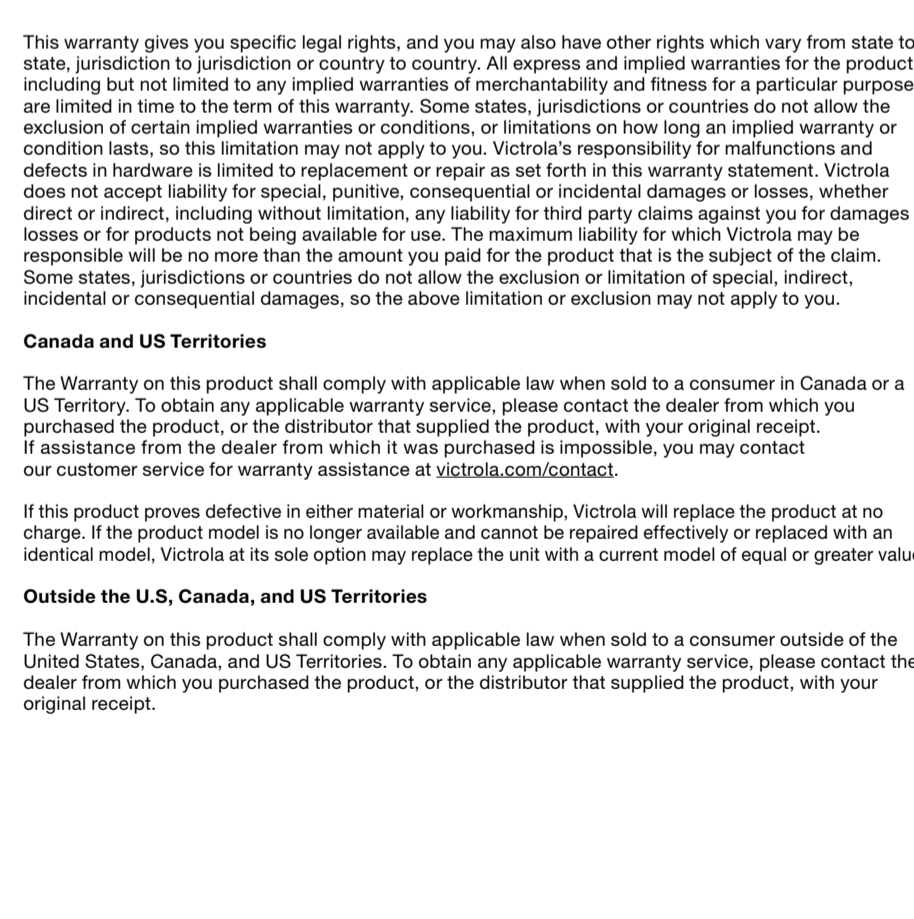 This warranty gives you specific legal rights, and you may also have other rights which vary from state to
state, jurisdiction to jurisdiction or country to country. All express and implied warranties for the product
including but not limited to any implied warranties of merchantability and fitness for a particular purpose
are limited in time to the term of this warranty. Some states, jurisdictions or countries do not allow the
exclusion of certain implied warranties or conditions, or limitations on how long an implied warranty or
condition lasts, so this limitation may not apply to you. Victrola’s responsibility for malfunctions and
defects in hardware is limited to replacement or repair as set forth in this warranty statement. Victrola
does not accept liability for special, punitive, consequential or incidental damages or losses, whether
direct or indirect, including without limitation, any liability for third party claims against you for damages
losses or for products not being available for use. The maximum liability for which Victrola may be
responsible will be no more than the amount you paid for the product that is the subject of the claim.
Some states, jurisdictions or countries do not allow the exclusion or limitation of special, indirect,
incidental or consequential damages, so the above limitation or exclusion may not apply to you.
Canada and US Territories
The Warranty on this product shall comply with applicable law when sold to a consumer in Canada or a
US Territory. To obtain any applicable warranty service, please contact the dealer from which you
purchased the product, or the distributor that supplied the product, with your original receipt.
If assistance from the dealer from which it was purchased is impossible, you may contact
our customer service for warranty assistance at victrola.com/contact.
If this product proves defective in either material or workmanship, Victrola will replace the product at no
charge. If the product model is no longer available and cannot be repaired effectively or replaced with an
identical model, Victrola at its sole option may replace the unit with a current model of equal or greater valu
Outside the U.S, Canada, and US Territories
The Warranty on this product shall comply with applicable law when sold to a consumer outside of the
United States, Canada, and US Territories. To obtain any applicable warranty service, please contact the
dealer from which you purchased the product, or the distributor that supplied the product, with your
original receipt.